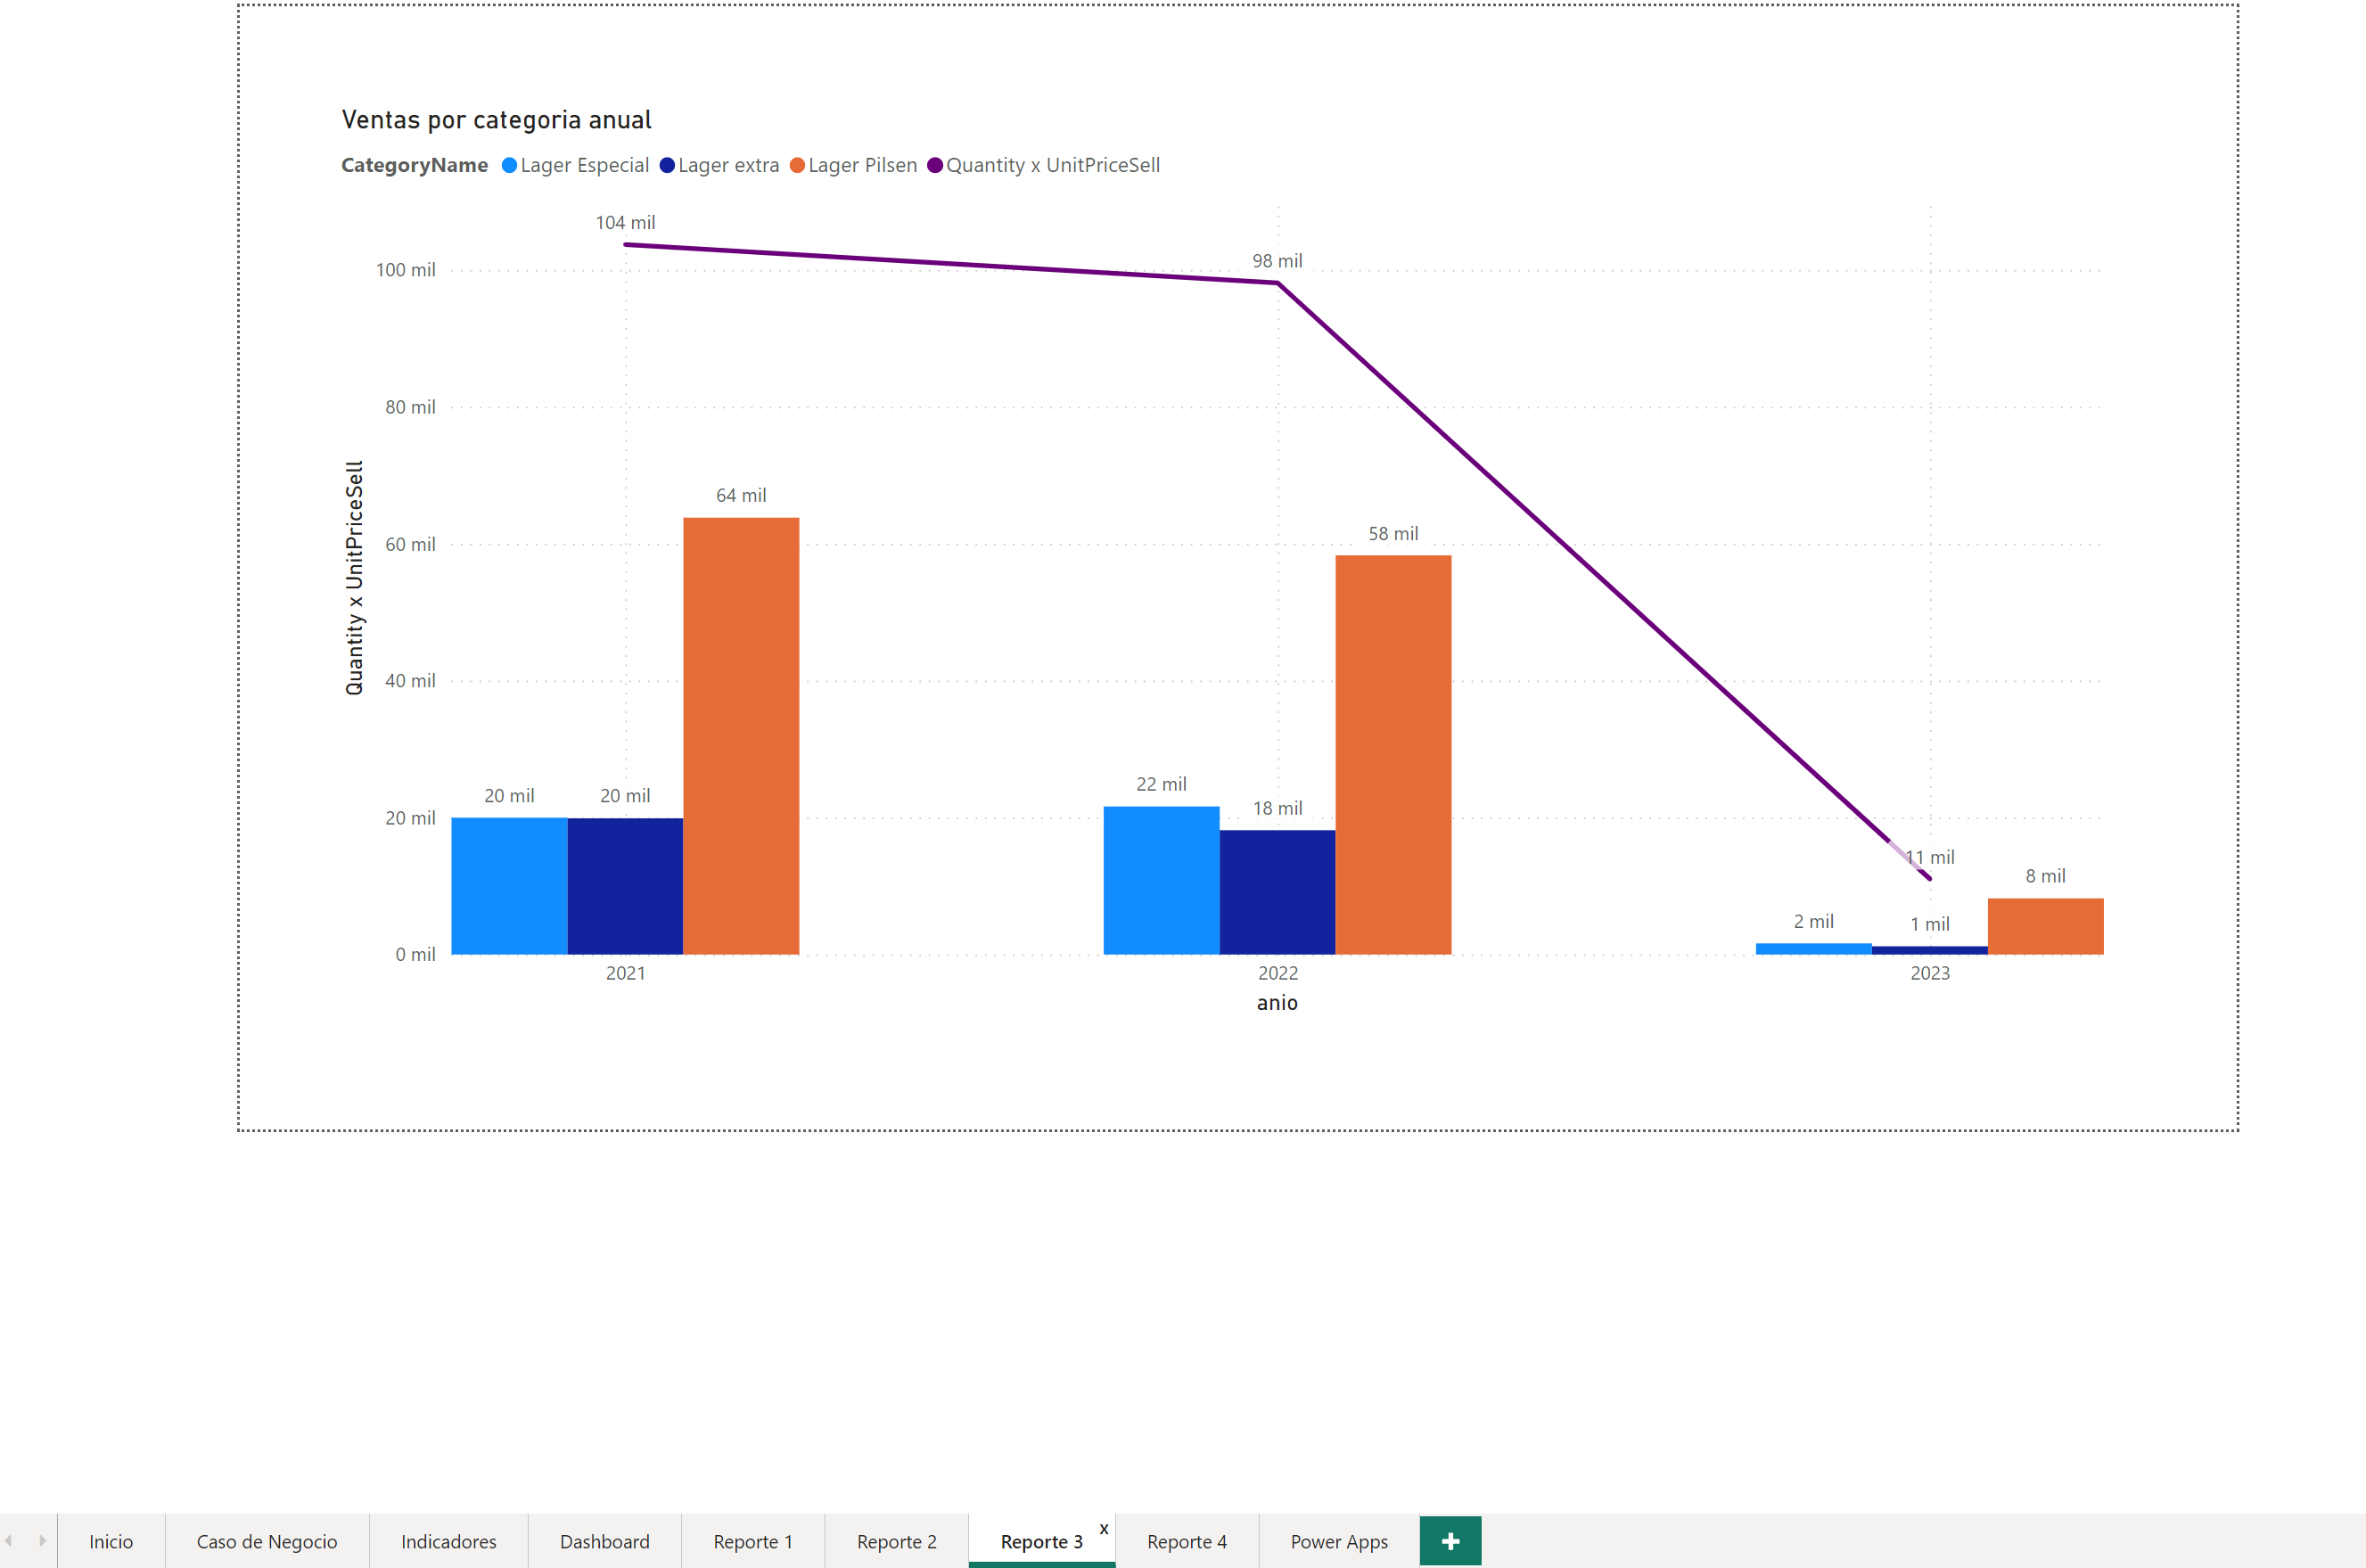 Ventas por categoria anual
CategoryName Lager Especial Lager extra Lager Pilsen Quantity x UnitPriceSell
104 mil
98 mil
100 mil
80 mil
64 mil
58 mil
60 mil
Quantity x UnitPriceSell
40 mil
22 mil
20 mil 20 mil
18 mil
20 mil
11 mil
8 mil
2 mil 1 mil
0 mil
2021 2022 2023
anio
Inicio Caso de Negocio Indicadores Dashboard Reporte 1 Reporte 2 Reporte 3 x Reporte 4 Power Apps +